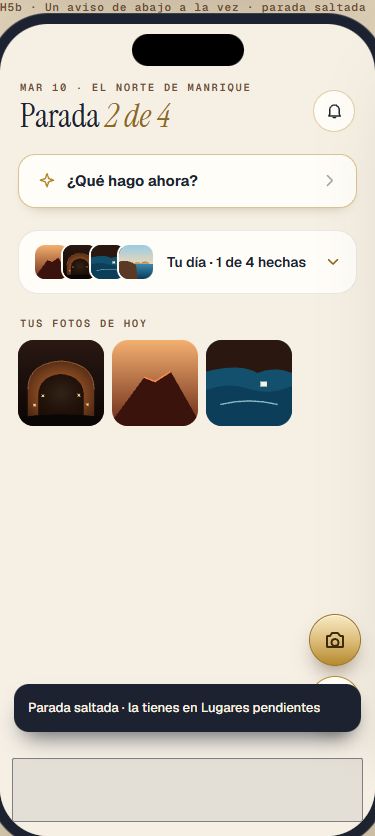 H5b · Un aviso de abajo a la vez · parada saltada
MAR 10 · EL NORTE DE MANRIQUE
Parada 2 de 4
¿Qué hago ahora?
Tu día · 1 de 4 hechas
TUS FOTOS DE HOY
Parada saltada · la tienes en Lugares pendientes